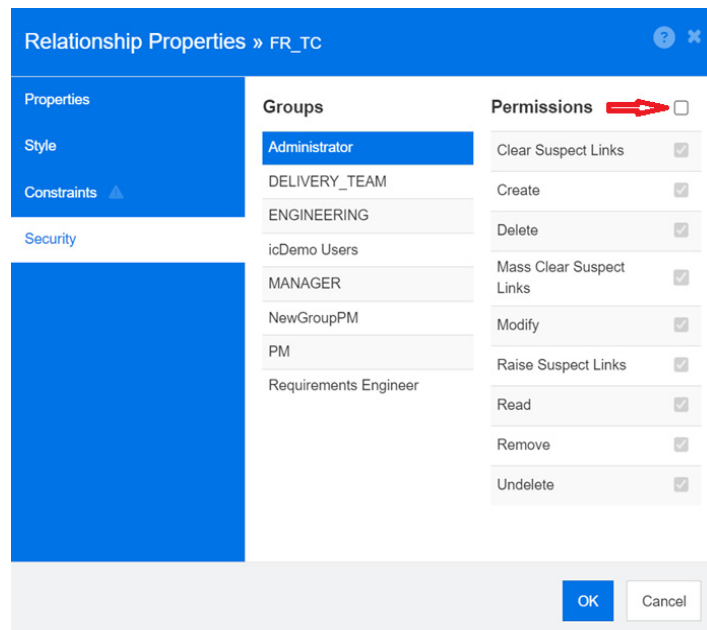 Relationship Properties » FR_TC
Properties
Style
Constraints
Security
Groups
Administrator
DELIVERY_TEAM
ENGINEERING
icDemo Users
MANAGER
NewGroupPM
PM
Requirements Engineer
Permissions
Clear Suspect Links
Create
Delete
Mass Clear Suspect
Links
Modify
Raise Suspect Links
Read
Remove
Undelete
OK
Cancel